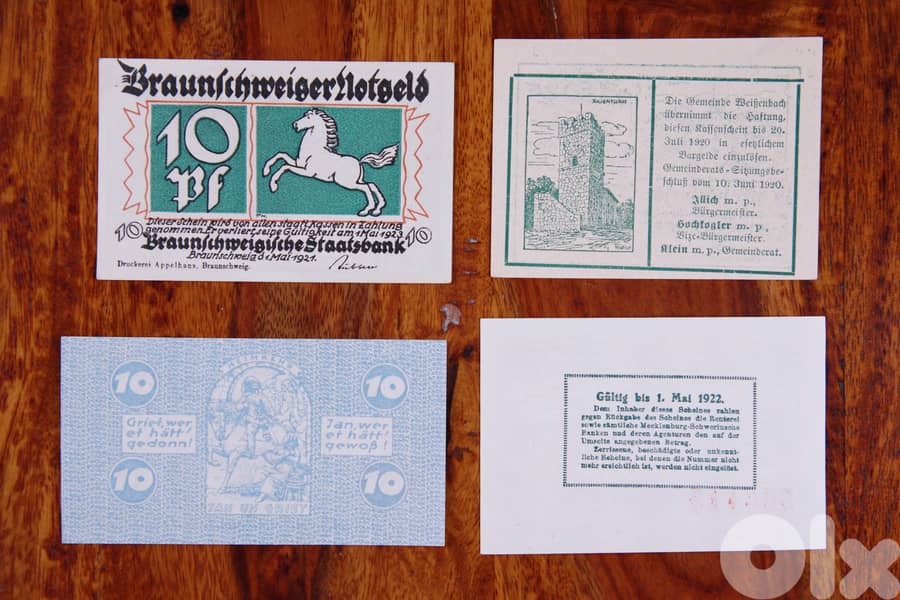 Braunschweiger Notgeld
10
Pf
Dieser Schein wird von allen staatl. Kassen in Zahlung
genommen. Er verliert seine Gültigkeit am 1. Mai 1923.
10 Braunschweigische Staatsbank 10
Braunschweig d. 1. Mai 1921.
Druckerei Appelhans, Braunschweig.
Die Gemeinde Weißenbach
übernimmt die Haftung,
diesen Kassenschein bis 20.
Juli 1920 in esetzlichem
Bargelde einzulösen.
Gemeinderats-Sitzungsbe-
schluß vom 10. Juni 1920.
Jülich m. p.,
Bürgermeister.
Hochkogler m. p.,
Vize-Bürgermeister.
Klein m. p., Gemeinderat.
10 10
Griet, wer
et hätt'
gedonn!
Jan, wer
et hätt'
gewoß
10 10
JAN UN GRIET
Gültig bis 1. Mai 1922.
Dem Inhaber dieses Scheines zahlen
gegen Rückgabe des Scheines die Renterei
sowie sämtliche Mecklenburg-Schwerinsche
Banken und deren Agenturen den auf der
Umseite angegebenen Betrag.
Zerrissene, beschädigte oder unkennt-
liche Scheine, bei denen die Nummer nicht
mehr ersichtlich ist, werden nicht eingelöst.
olx